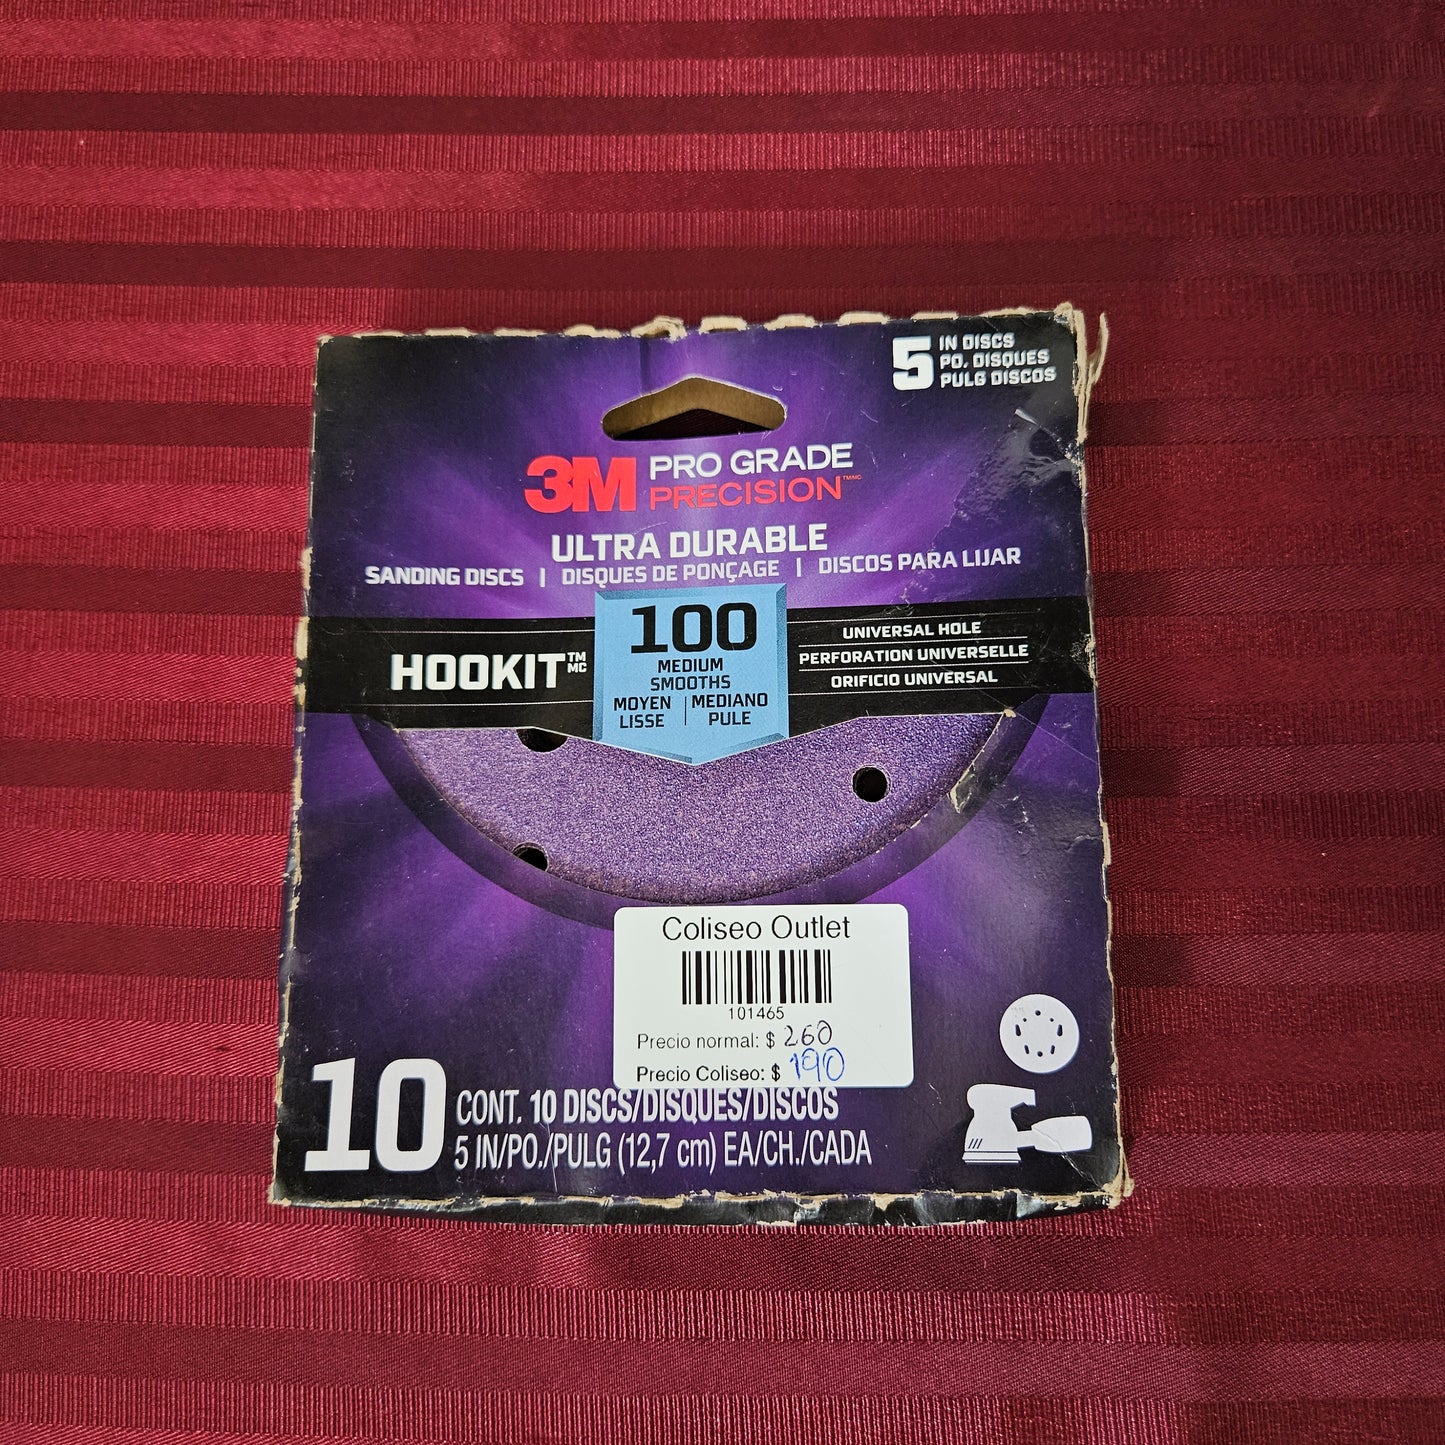 5 IN DISCS
PO. DISQUES
PULG DISCOS
3M PRO GRADE
PRECISION™MC
ULTRA DURABLE
SANDING DISCS | DISQUES DE PONÇAGE | DISCOS PARA LIJAR
HOOKIT™MC
100
MEDIUM
SMOOTHS
MOYEN LISSE | MEDIANO PULE
UNIVERSAL HOLE
PERFORATION UNIVERSELLE
ORIFICIO UNIVERSAL
Coliseo Outlet
101465
Precio normal: $ 260
Precio Coliseo: $ 190
10 CONT. 10 DISCS/DISQUES/DISCOS
5 IN/PO./PULG (12,7 cm) EA/CH./CADA